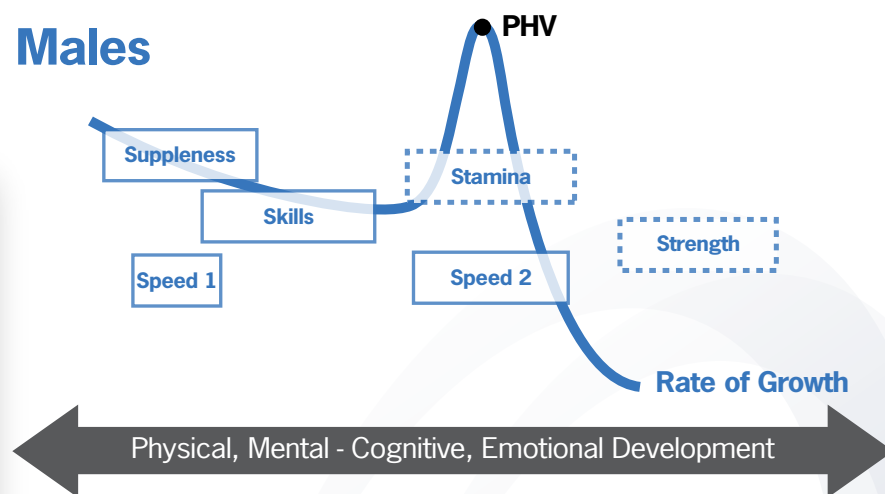 Males
PHV
Suppleness
Stamina
Skills
Strength
Speed 1
Speed 2
Rate of Growth
Physical, Mental - Cognitive, Emotional Development